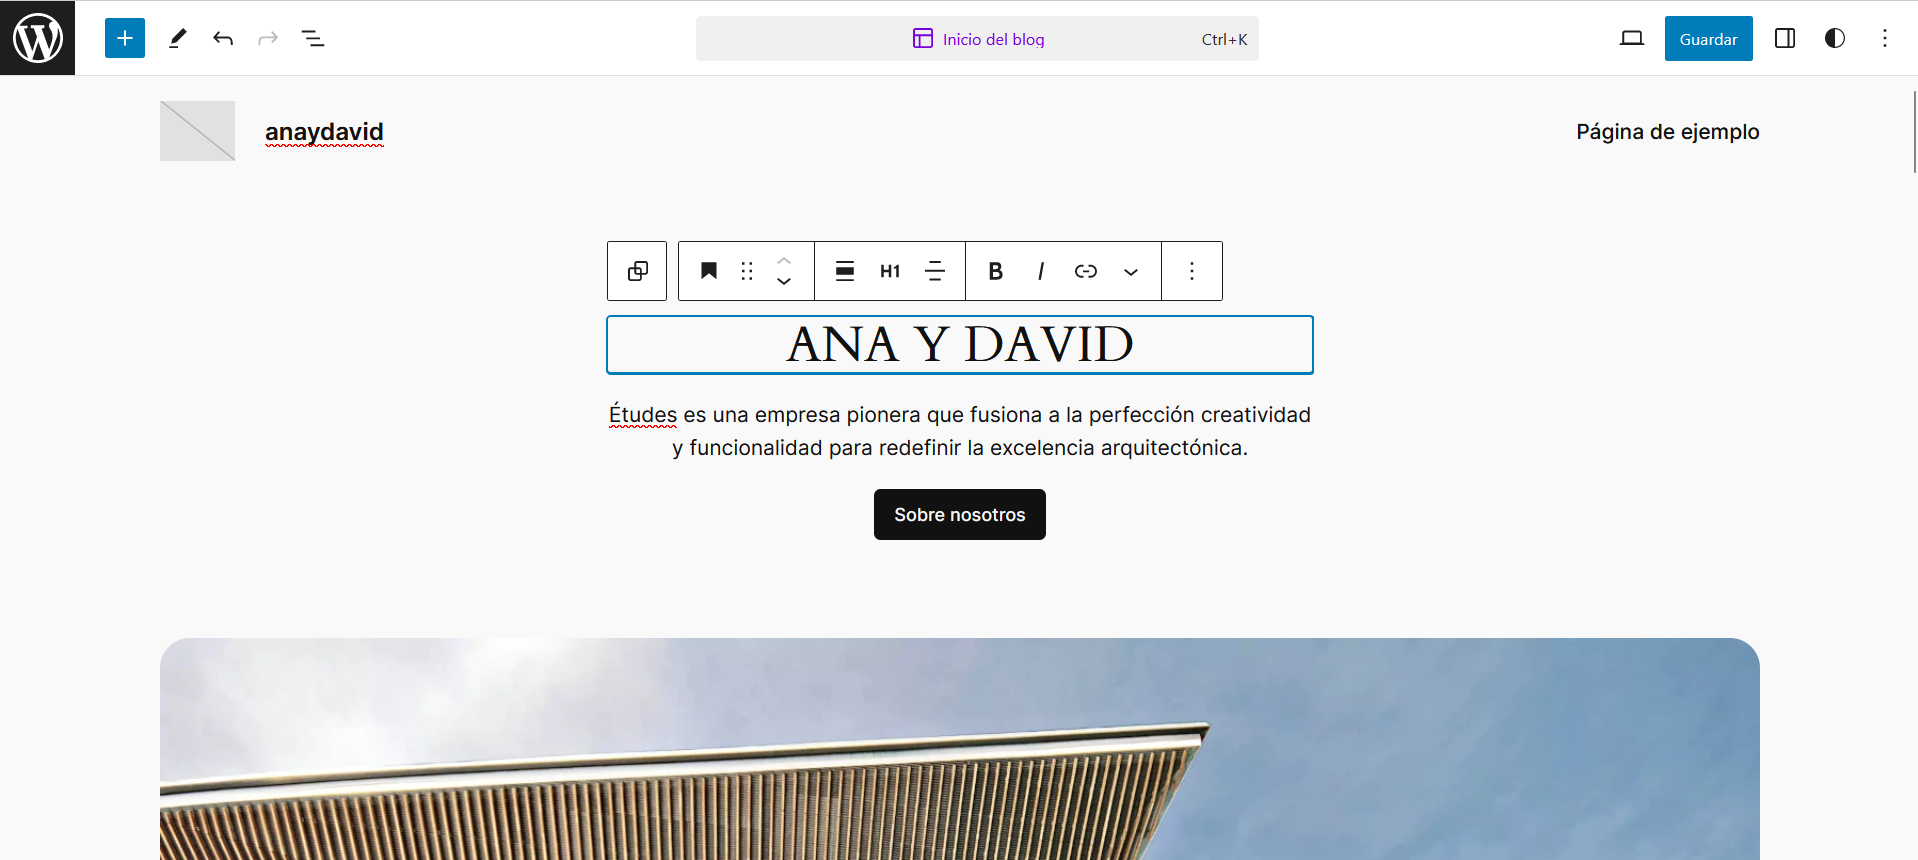 Inicio del blog
Ctrl+K
Guardar
anaydavid
Página de ejemplo
H1
B
I
ANA Y DAVID
Études es una empresa pionera que fusiona a la perfección creatividad
y funcionalidad para redefinir la excelencia arquitectónica.
Sobre nosotros